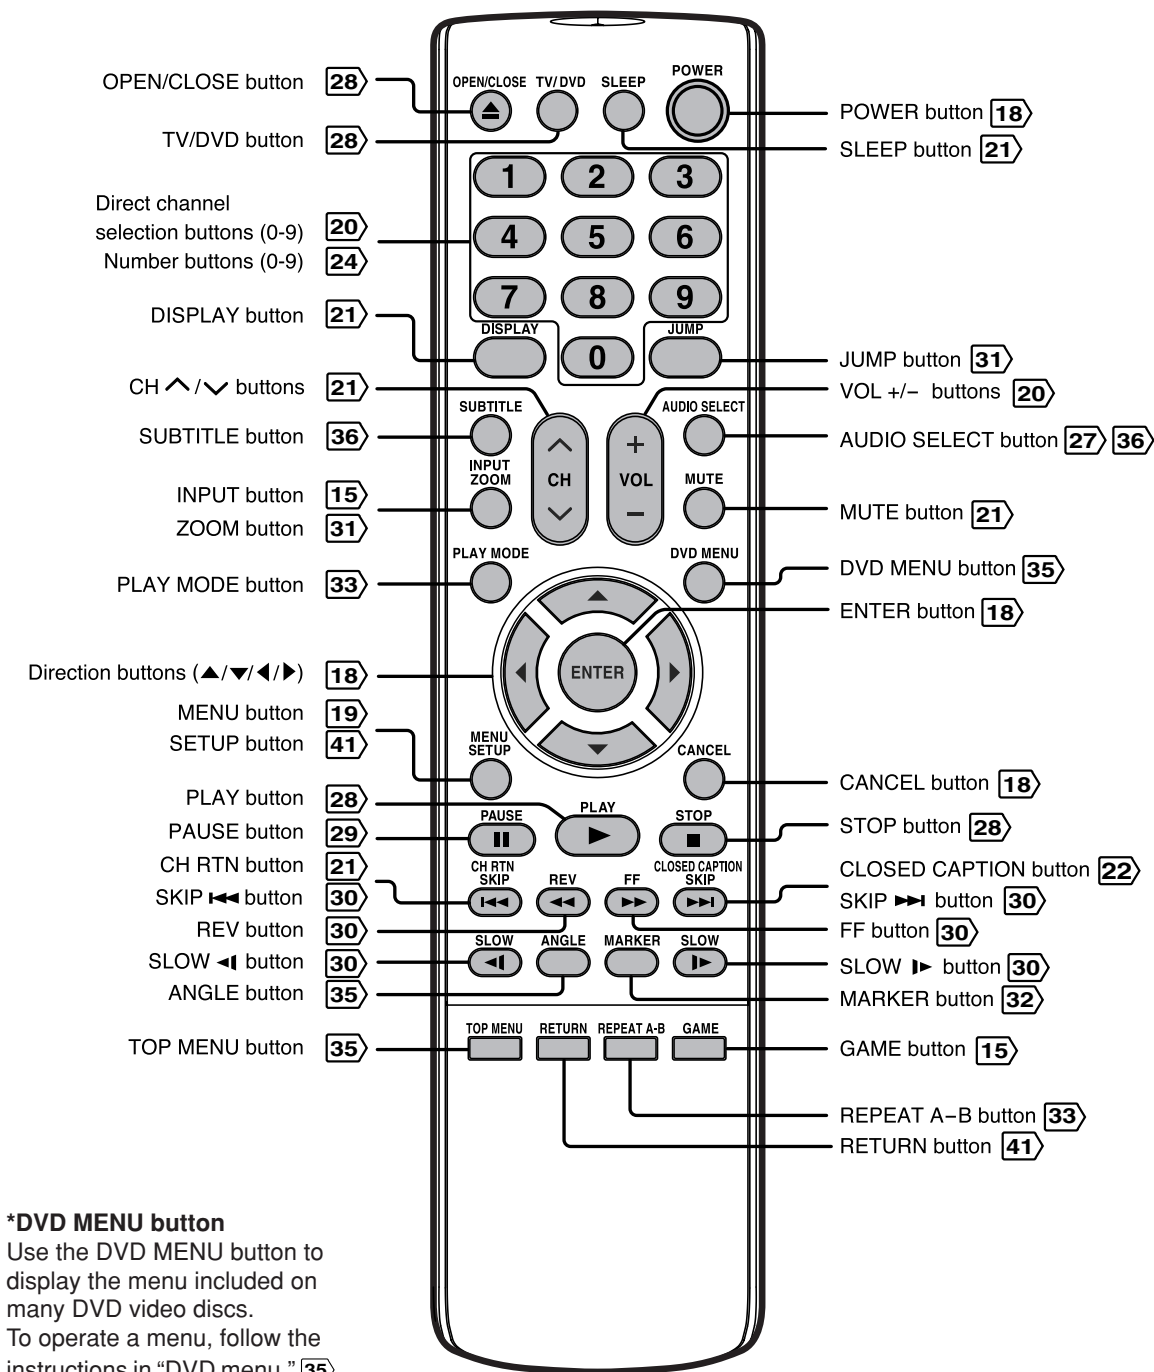 OPEN/CLOSE button 28
TV/DVD button 28
Direct channel
selection buttons (0-9) 20
Number buttons (0-9) 24
DISPLAY button 21
CH / buttons 21
SUBTITLE button 36
INPUT button 15
ZOOM button 31
PLAY MODE button 33
Direction buttons (▲/▼/◀/▶) 18
MENU button 19
SETUP button 41
PLAY button 28
PAUSE button 29
CH RTN button 21
SKIP button 30
REV button 30
SLOW button 30
ANGLE button 35
TOP MENU button 35
OPEN/CLOSE TV/DVD SLEEP POWER
1 2 3
4 5 6
7 8 9
DISPLAY 0 JUMP
SUBTITLE AUDIO SELECT
INPUT
ZOOM CH + VOL − MUTE
PLAY MODE DVD MENU
ENTER
MENU
SETUP CANCEL
PAUSE PLAY STOP
CH RTN CLOSED CAPTION
SKIP REV FF SKIP
SLOW ANGLE MARKER SLOW
TOP MENU RETURN REPEAT A-B GAME
POWER button 18
SLEEP button 21
JUMP button 31
VOL +/− buttons 20
AUDIO SELECT button 27 36
MUTE button 21
DVD MENU button 35
ENTER button 18
CANCEL button 18
STOP button 28
CLOSED CAPTION button 22
SKIP button 30
FF button 30
SLOW button 30
MARKER button 32
GAME button 15
REPEAT A−B button 33
RETURN button 41
*DVD MENU button
Use the DVD MENU button to
display the menu included on
many DVD video discs.
To operate a menu, follow the
instructions in “DVD menu.” 35